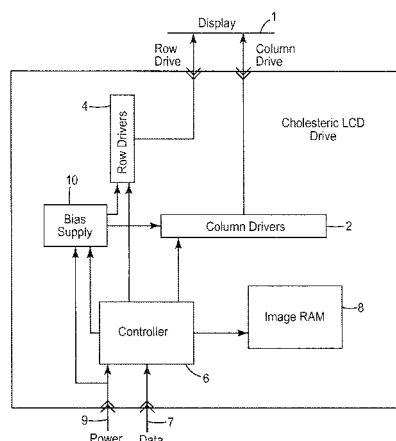 Display
1
Row
Drive
Column
Drive
4
Row Drivers
Cholesteric LCD
Drive
10
Bias
Supply
Column Drivers
2
Controller
Image RAM
8
6
9
7
Power
Data